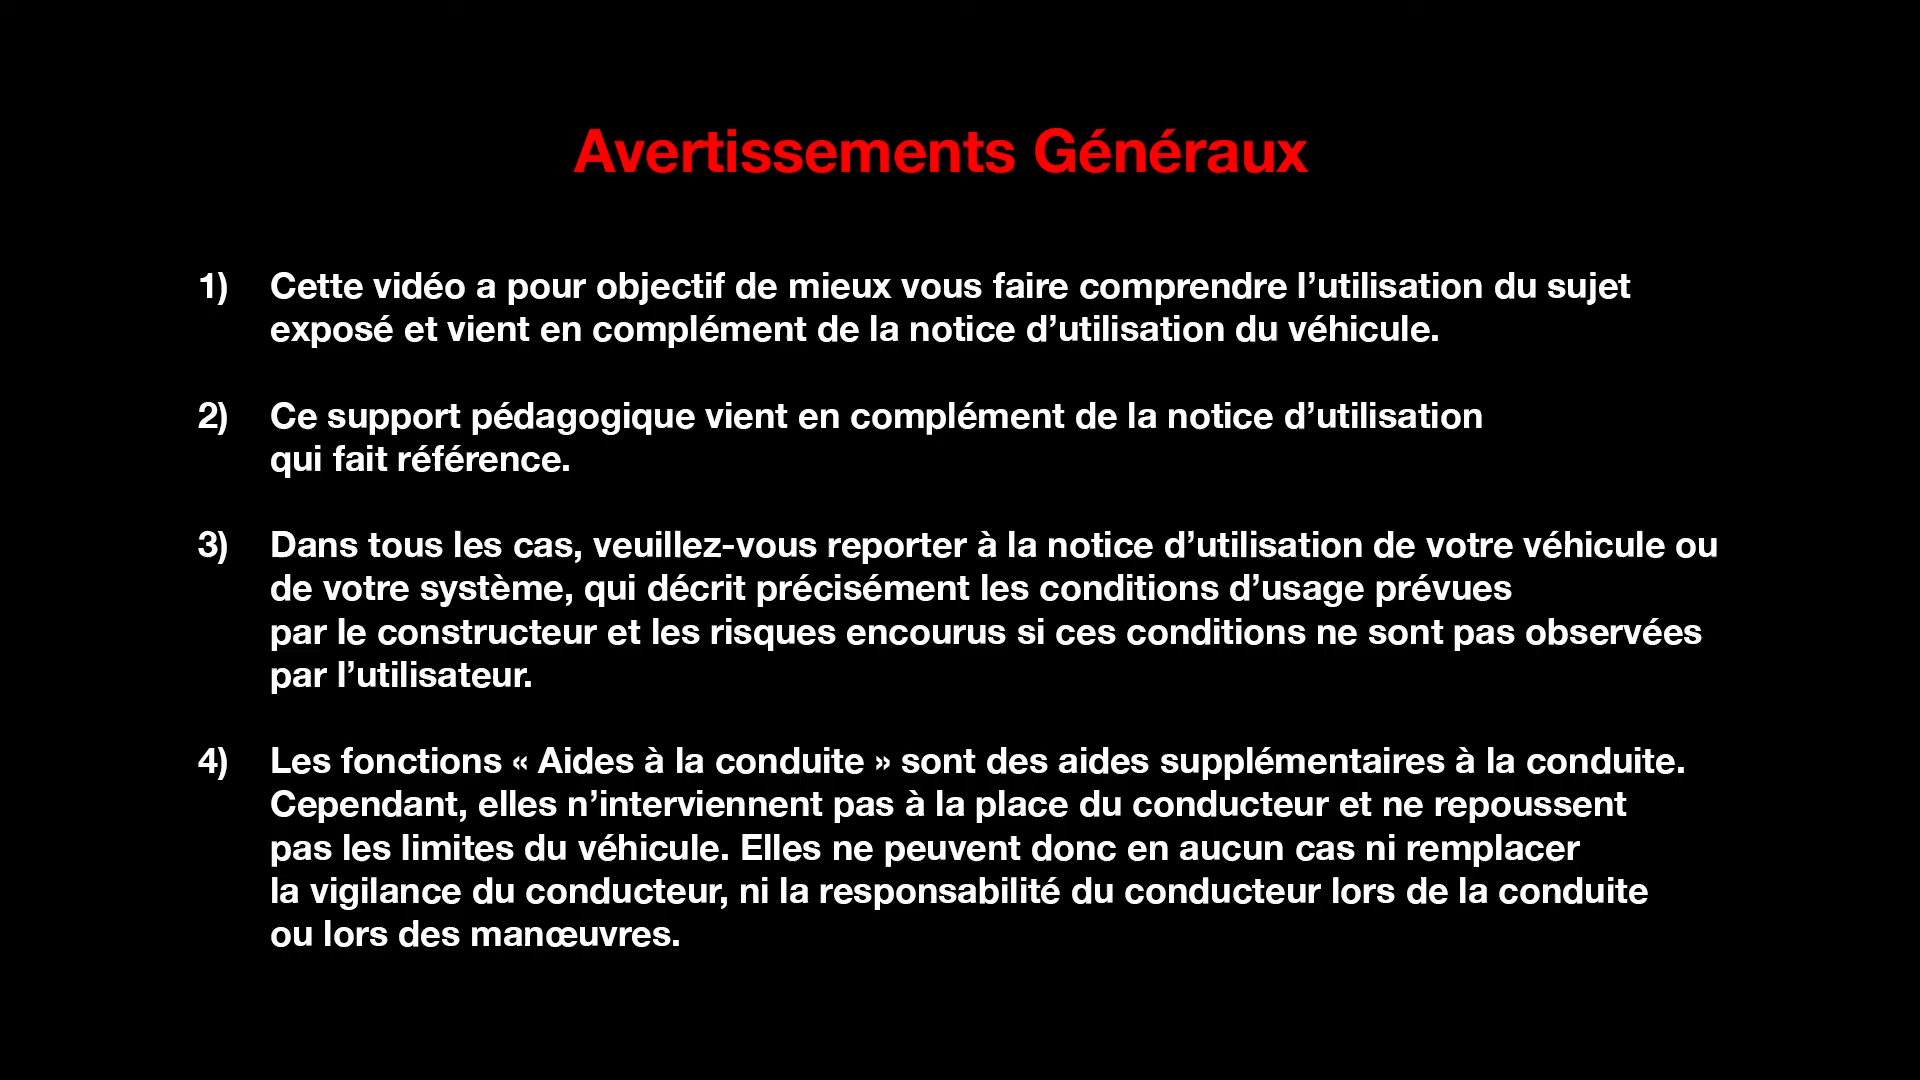 Avertissements Généraux
1) Cette vidéo a pour objectif de mieux vous faire comprendre l’utilisation du sujet
exposé et vient en complément de la notice d’utilisation du véhicule.
2) Ce support pédagogique vient en complément de la notice d’utilisation
qui fait référence.
3) Dans tous les cas, veuillez-vous reporter à la notice d’utilisation de votre véhicule ou
de votre système, qui décrit précisément les conditions d’usage prévues
par le constructeur et les risques encourus si ces conditions ne sont pas observées
par l’utilisateur.
4) Les fonctions « Aides à la conduite » sont des aides supplémentaires à la conduite.
Cependant, elles n’interviennent pas à la place du conducteur et ne repoussent
pas les limites du véhicule. Elles ne peuvent donc en aucun cas ni remplacer
la vigilance du conducteur, ni la responsabilité du conducteur lors de la conduite
ou lors des manœuvres.